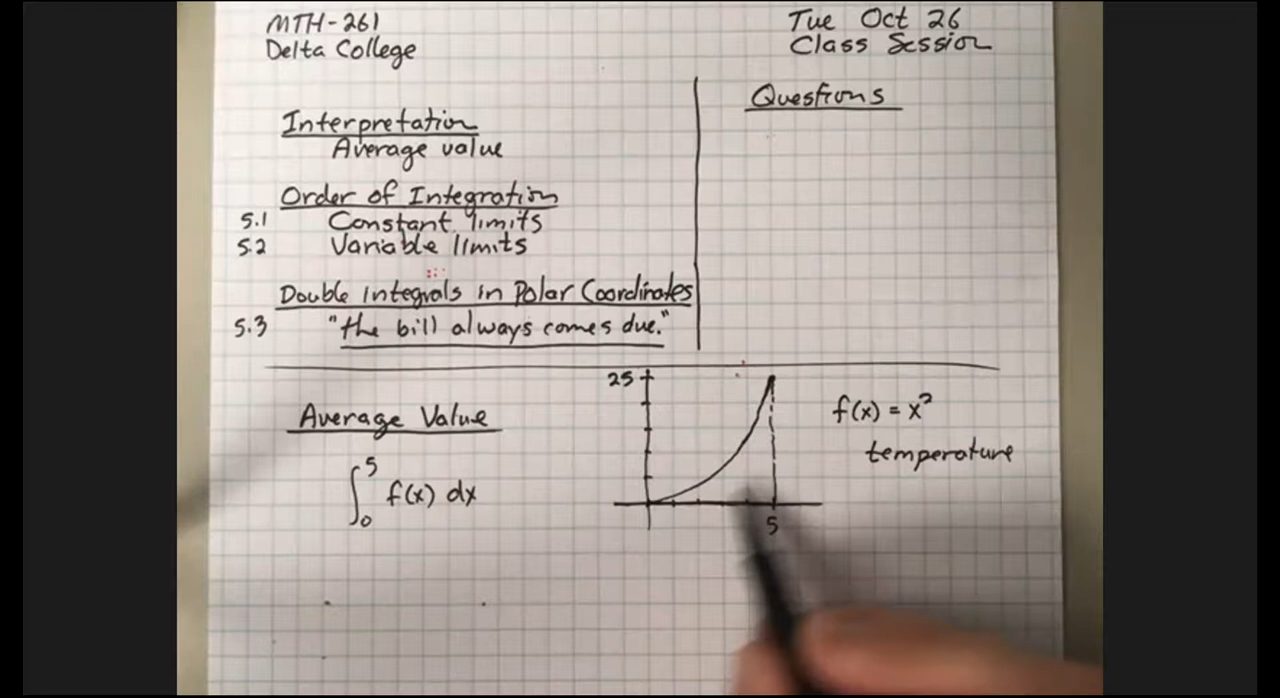 MTH-261
Delta College
Tue Oct 26
Class Session
Interpretation
Average value
Order of Integration
5.1 Constant limits
5.2 Variable limits
Double Integrals in Polar Coordinates
5.3 "the bill always comes due."
Questions
Average Value
∫₀⁵ f(x) dx
25
5
f(x) = x²
temperature